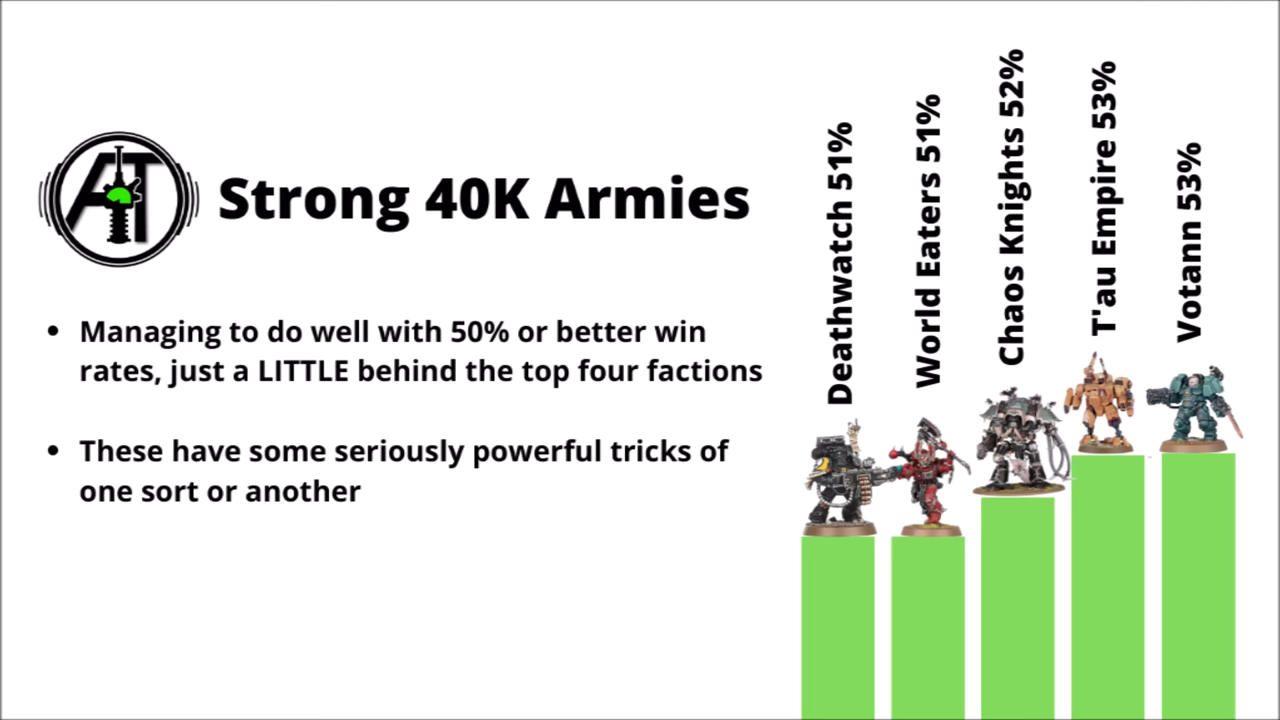 AT
Strong 40K Armies
• Managing to do well with 50% or better win
rates, just a LITTLE behind the top four factions
• These have some seriously powerful tricks of
one sort or another
Deathwatch 51%
World Eaters 51%
Chaos Knights 52%
T'au Empire 53%
Votann 53%